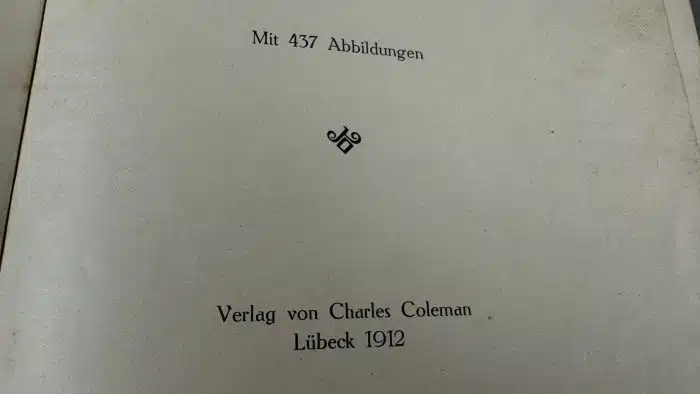 Mit 437 Abbildungen
Verlag von Charles Coleman
Lübeck 1912